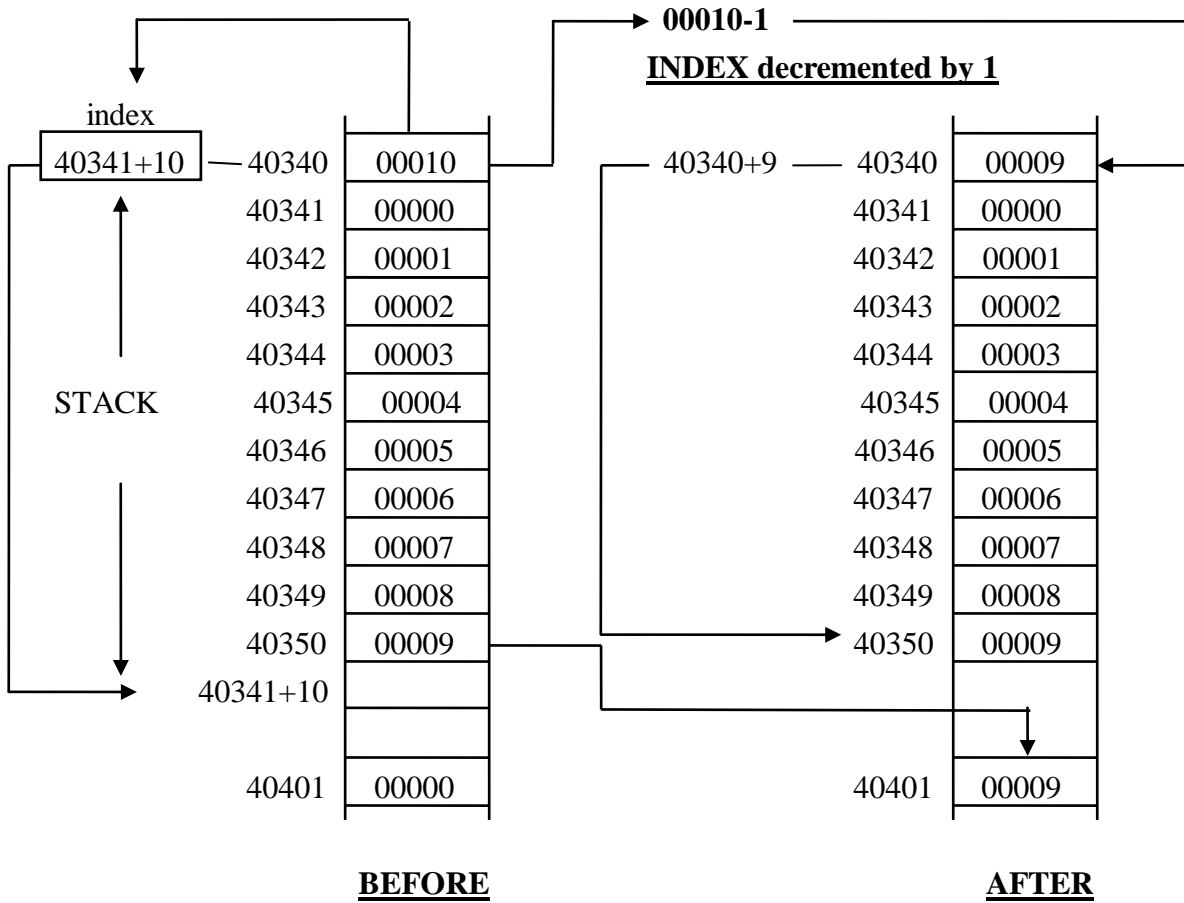 00010-1
INDEX decremented by 1
index
40341+10 40340 00010 40340+9 40340 00009
40341 00000 40341 00000
40342 00001 40342 00001
40343 00002 40343 00002
40344 00003 40344 00003
STACK 40345 00004 40345 00004
40346 00005 40346 00005
40347 00006 40347 00006
40348 00007 40348 00007
40349 00008 40349 00008
40350 00009 40350 00009
40341+10
40401 00000 40401 00009
BEFORE AFTER